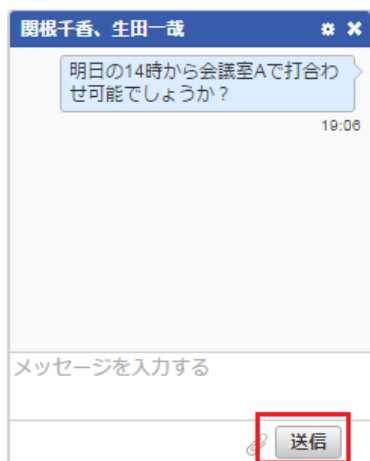 関根千香、生田一哉
明日の14時から会議室Aで打合わ
せ可能でしょうか？
19:06
メッセージを入力する
送信